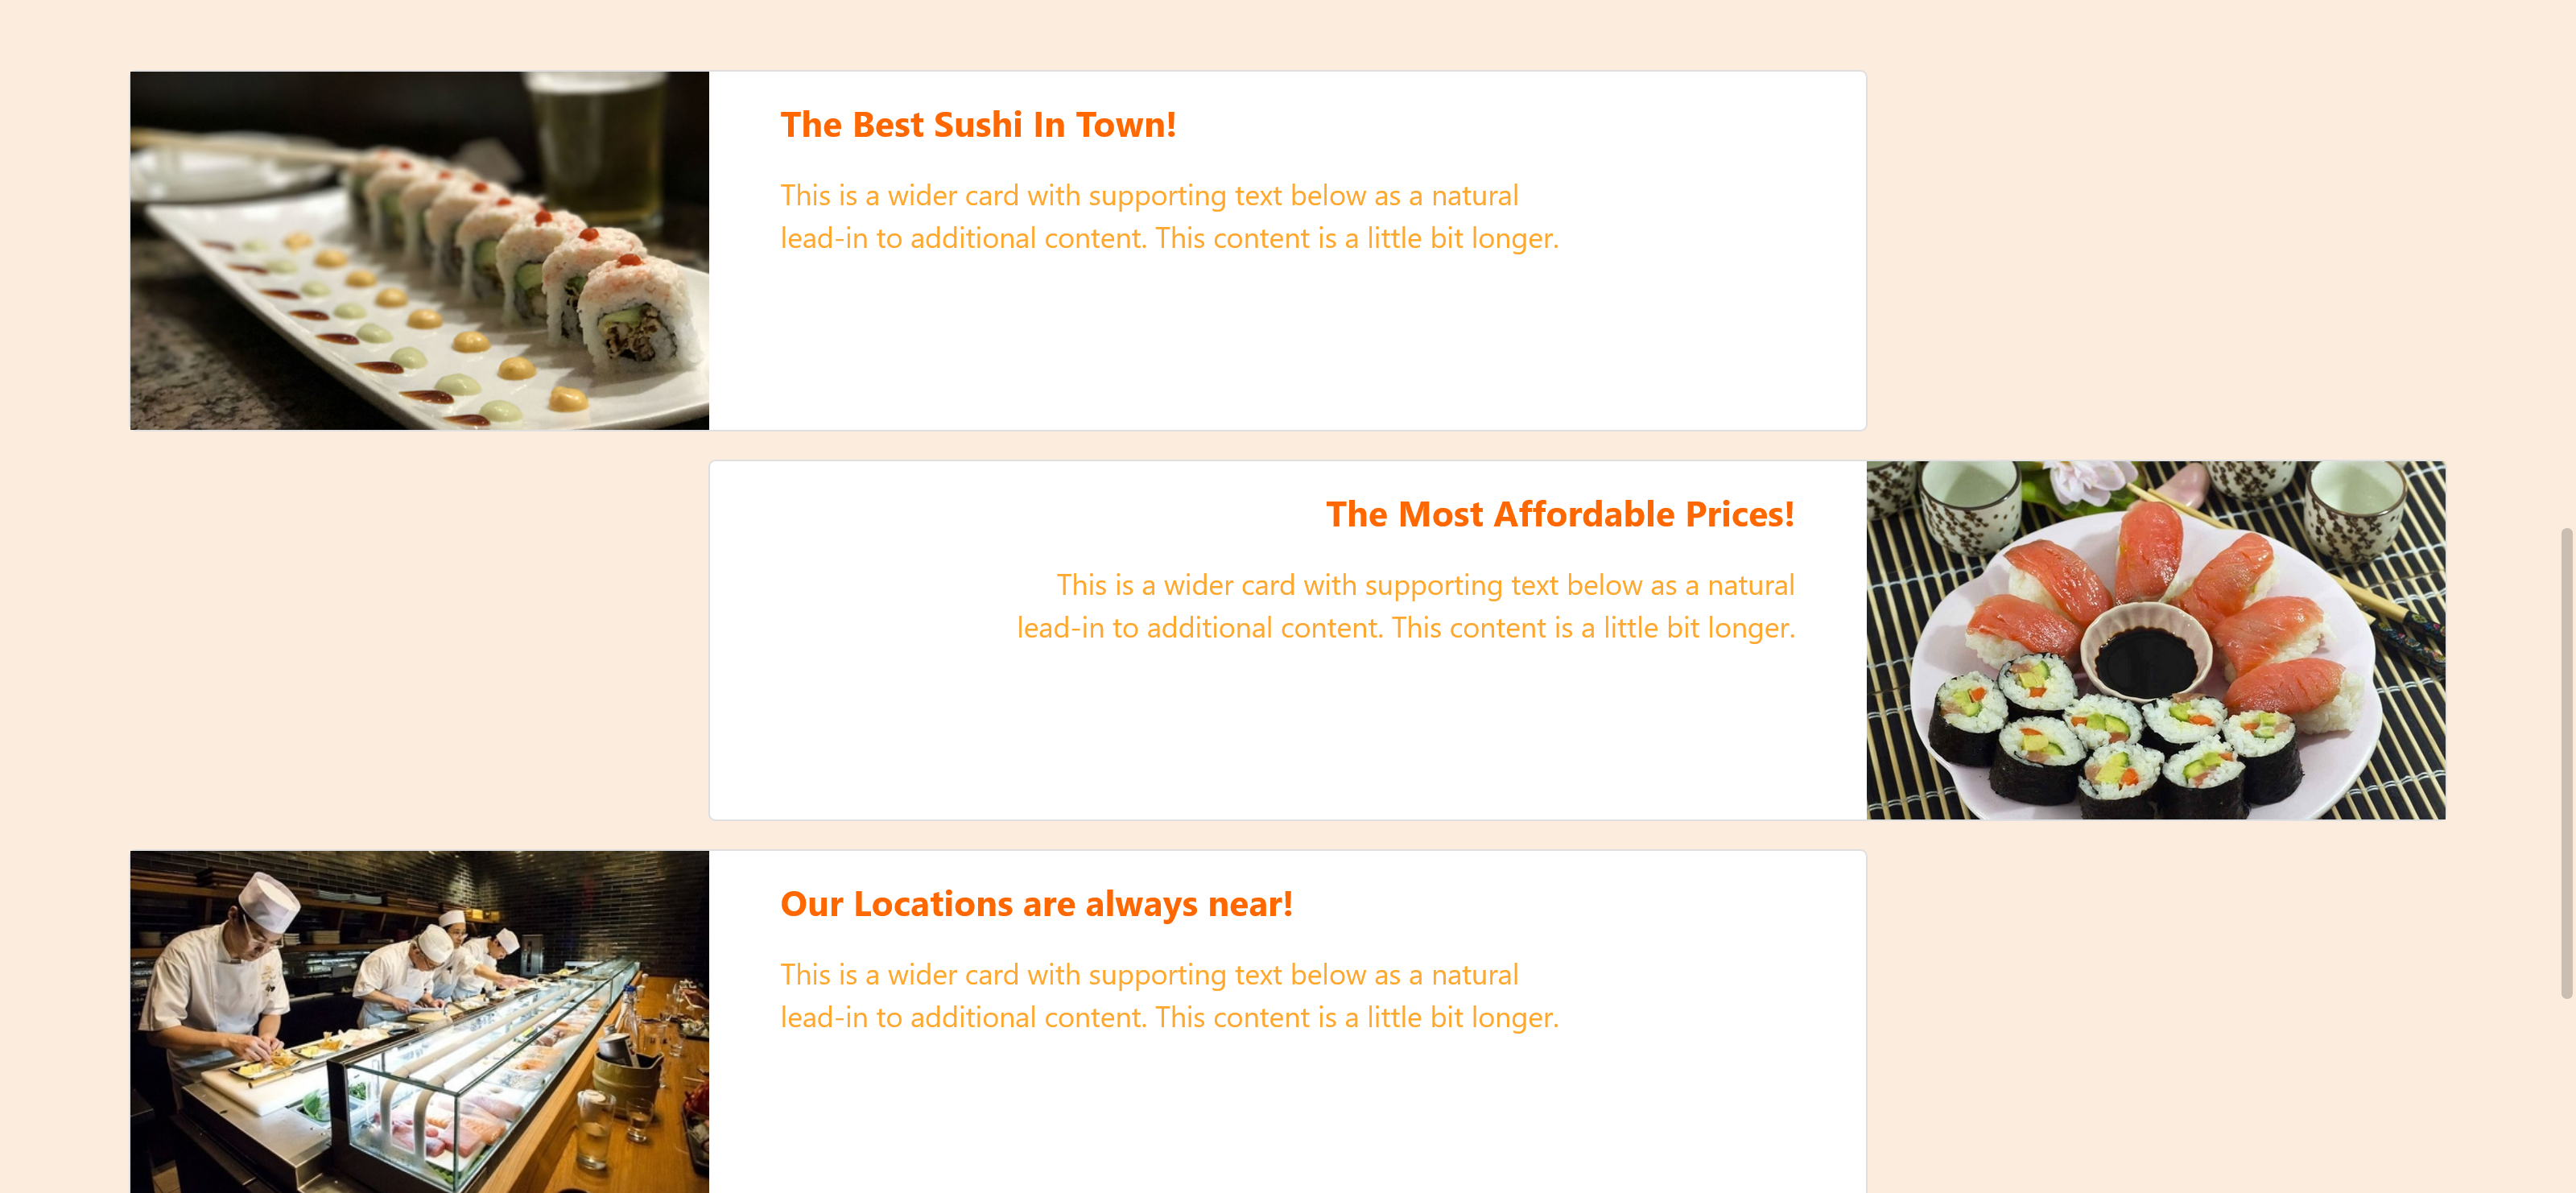 The Best Sushi In Town!
This is a wider card with supporting text below as a natural
lead-in to additional content. This content is a little bit longer.
The Most Affordable Prices!
This is a wider card with supporting text below as a natural
lead-in to additional content. This content is a little bit longer.
Our Locations are always near!
This is a wider card with supporting text below as a natural
lead-in to additional content. This content is a little bit longer.